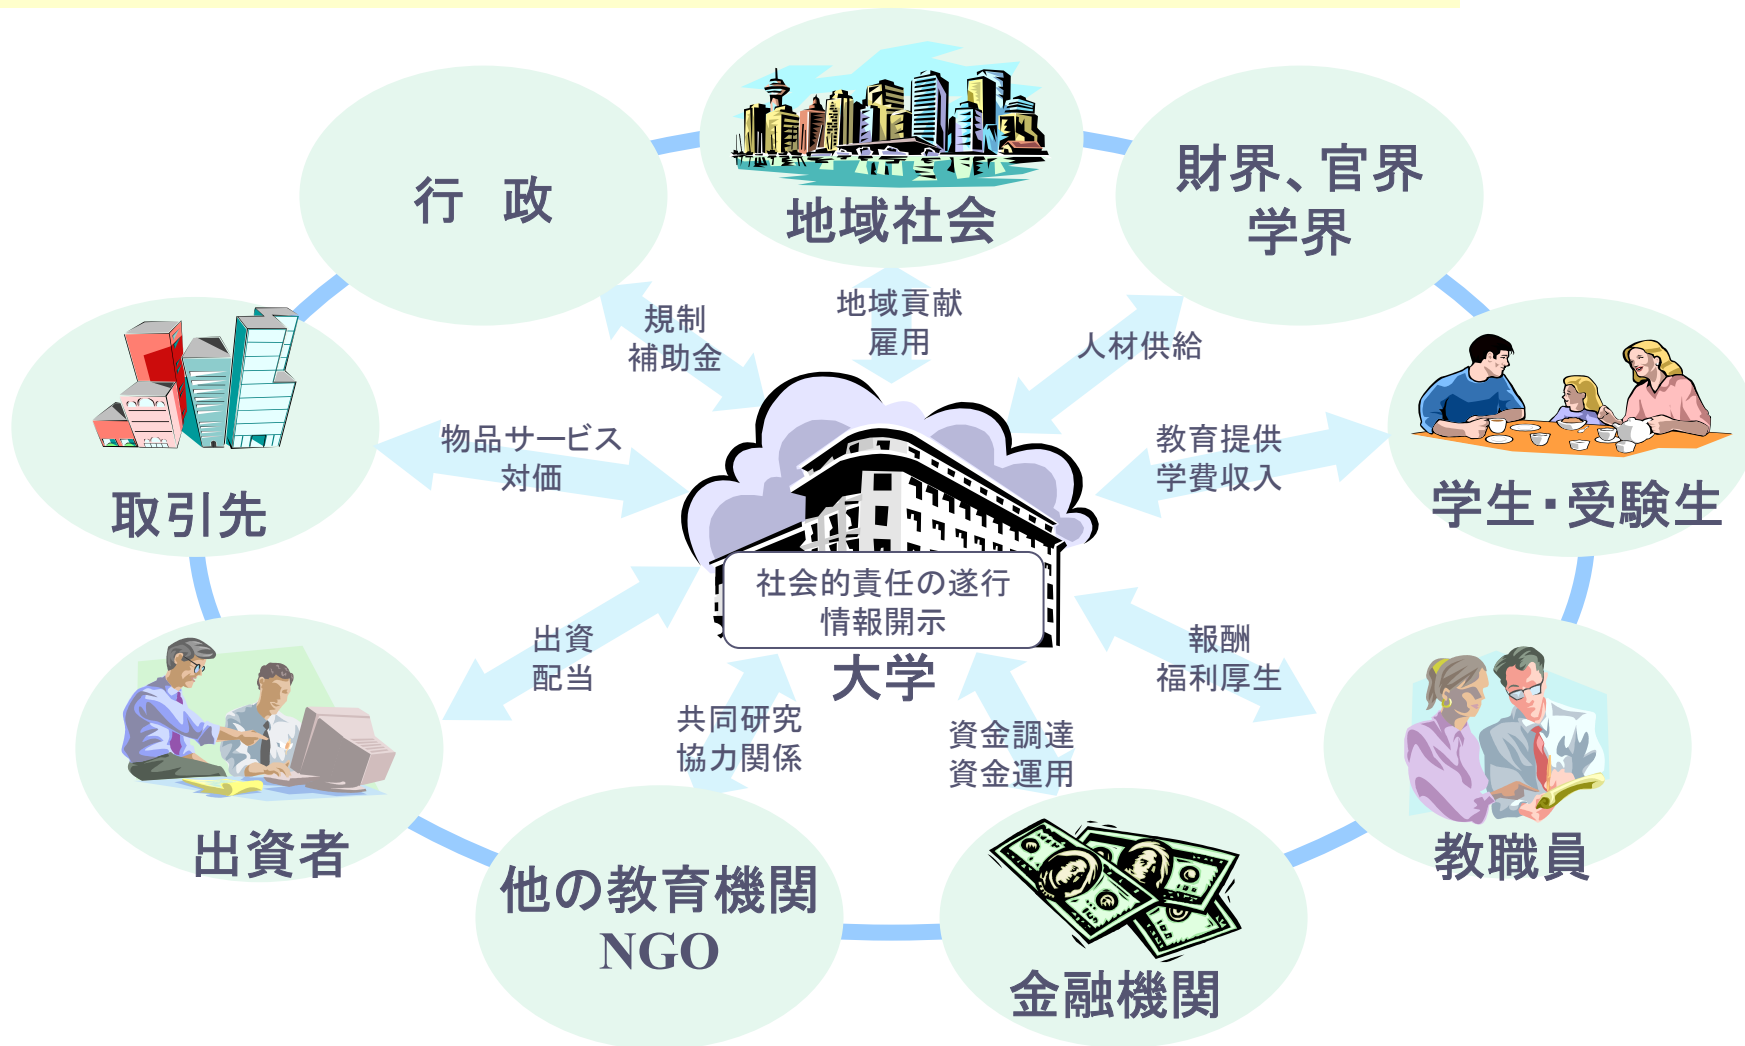 地域社会
行　政
財界、官界
学界
地域貢献
雇用
規制
補助金
人材供給
物品サービス
対価
教育提供
学費収入
取引先
学生・受験生
社会的責任の遂行
情報開示
大学
出資
配当
報酬
福利厚生
共同研究
協力関係
資金調達
資金運用
出資者
教職員
他の教育機関
NGO
金融機関